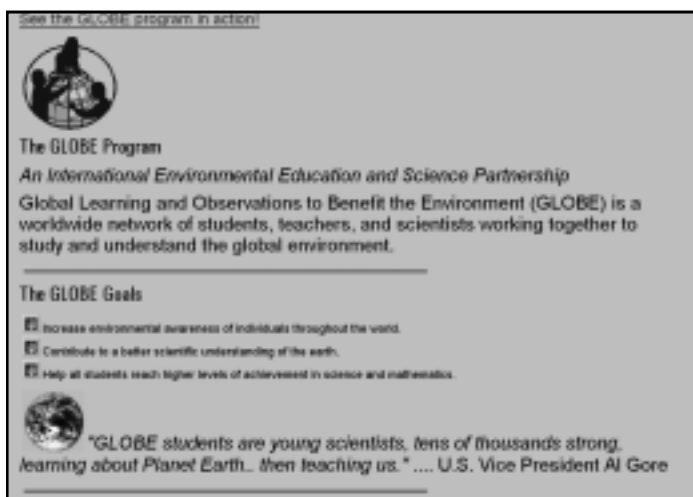 See the GLOBE program in action!
The GLOBE Program
An International Environmental Education and Science Partnership
Global Learning and Observations to Benefit the Environment (GLOBE) is a
worldwide network of students, teachers, and scientists working together to
study and understand the global environment.
The GLOBE Goals
Increase environmental awareness of individuals throughout the world.
Contribute to a better scientific understanding of the earth.
Help all students reach higher levels of achievement in science and mathematics.
"GLOBE students are young scientists, tens of thousands strong,
learning about Planet Earth... then teaching us." .... U.S. Vice President Al Gore